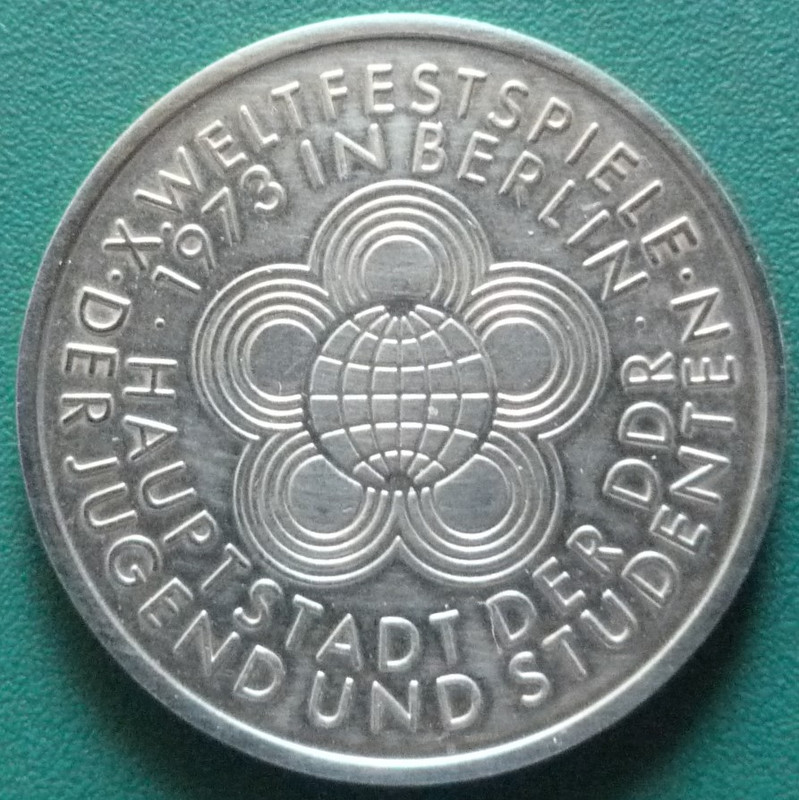 · X. WELTFESTSPIELE ·
DER JUGEND UND STUDENTEN
· 1973 IN BERLIN ·
HAUPTSTADT DER DDR